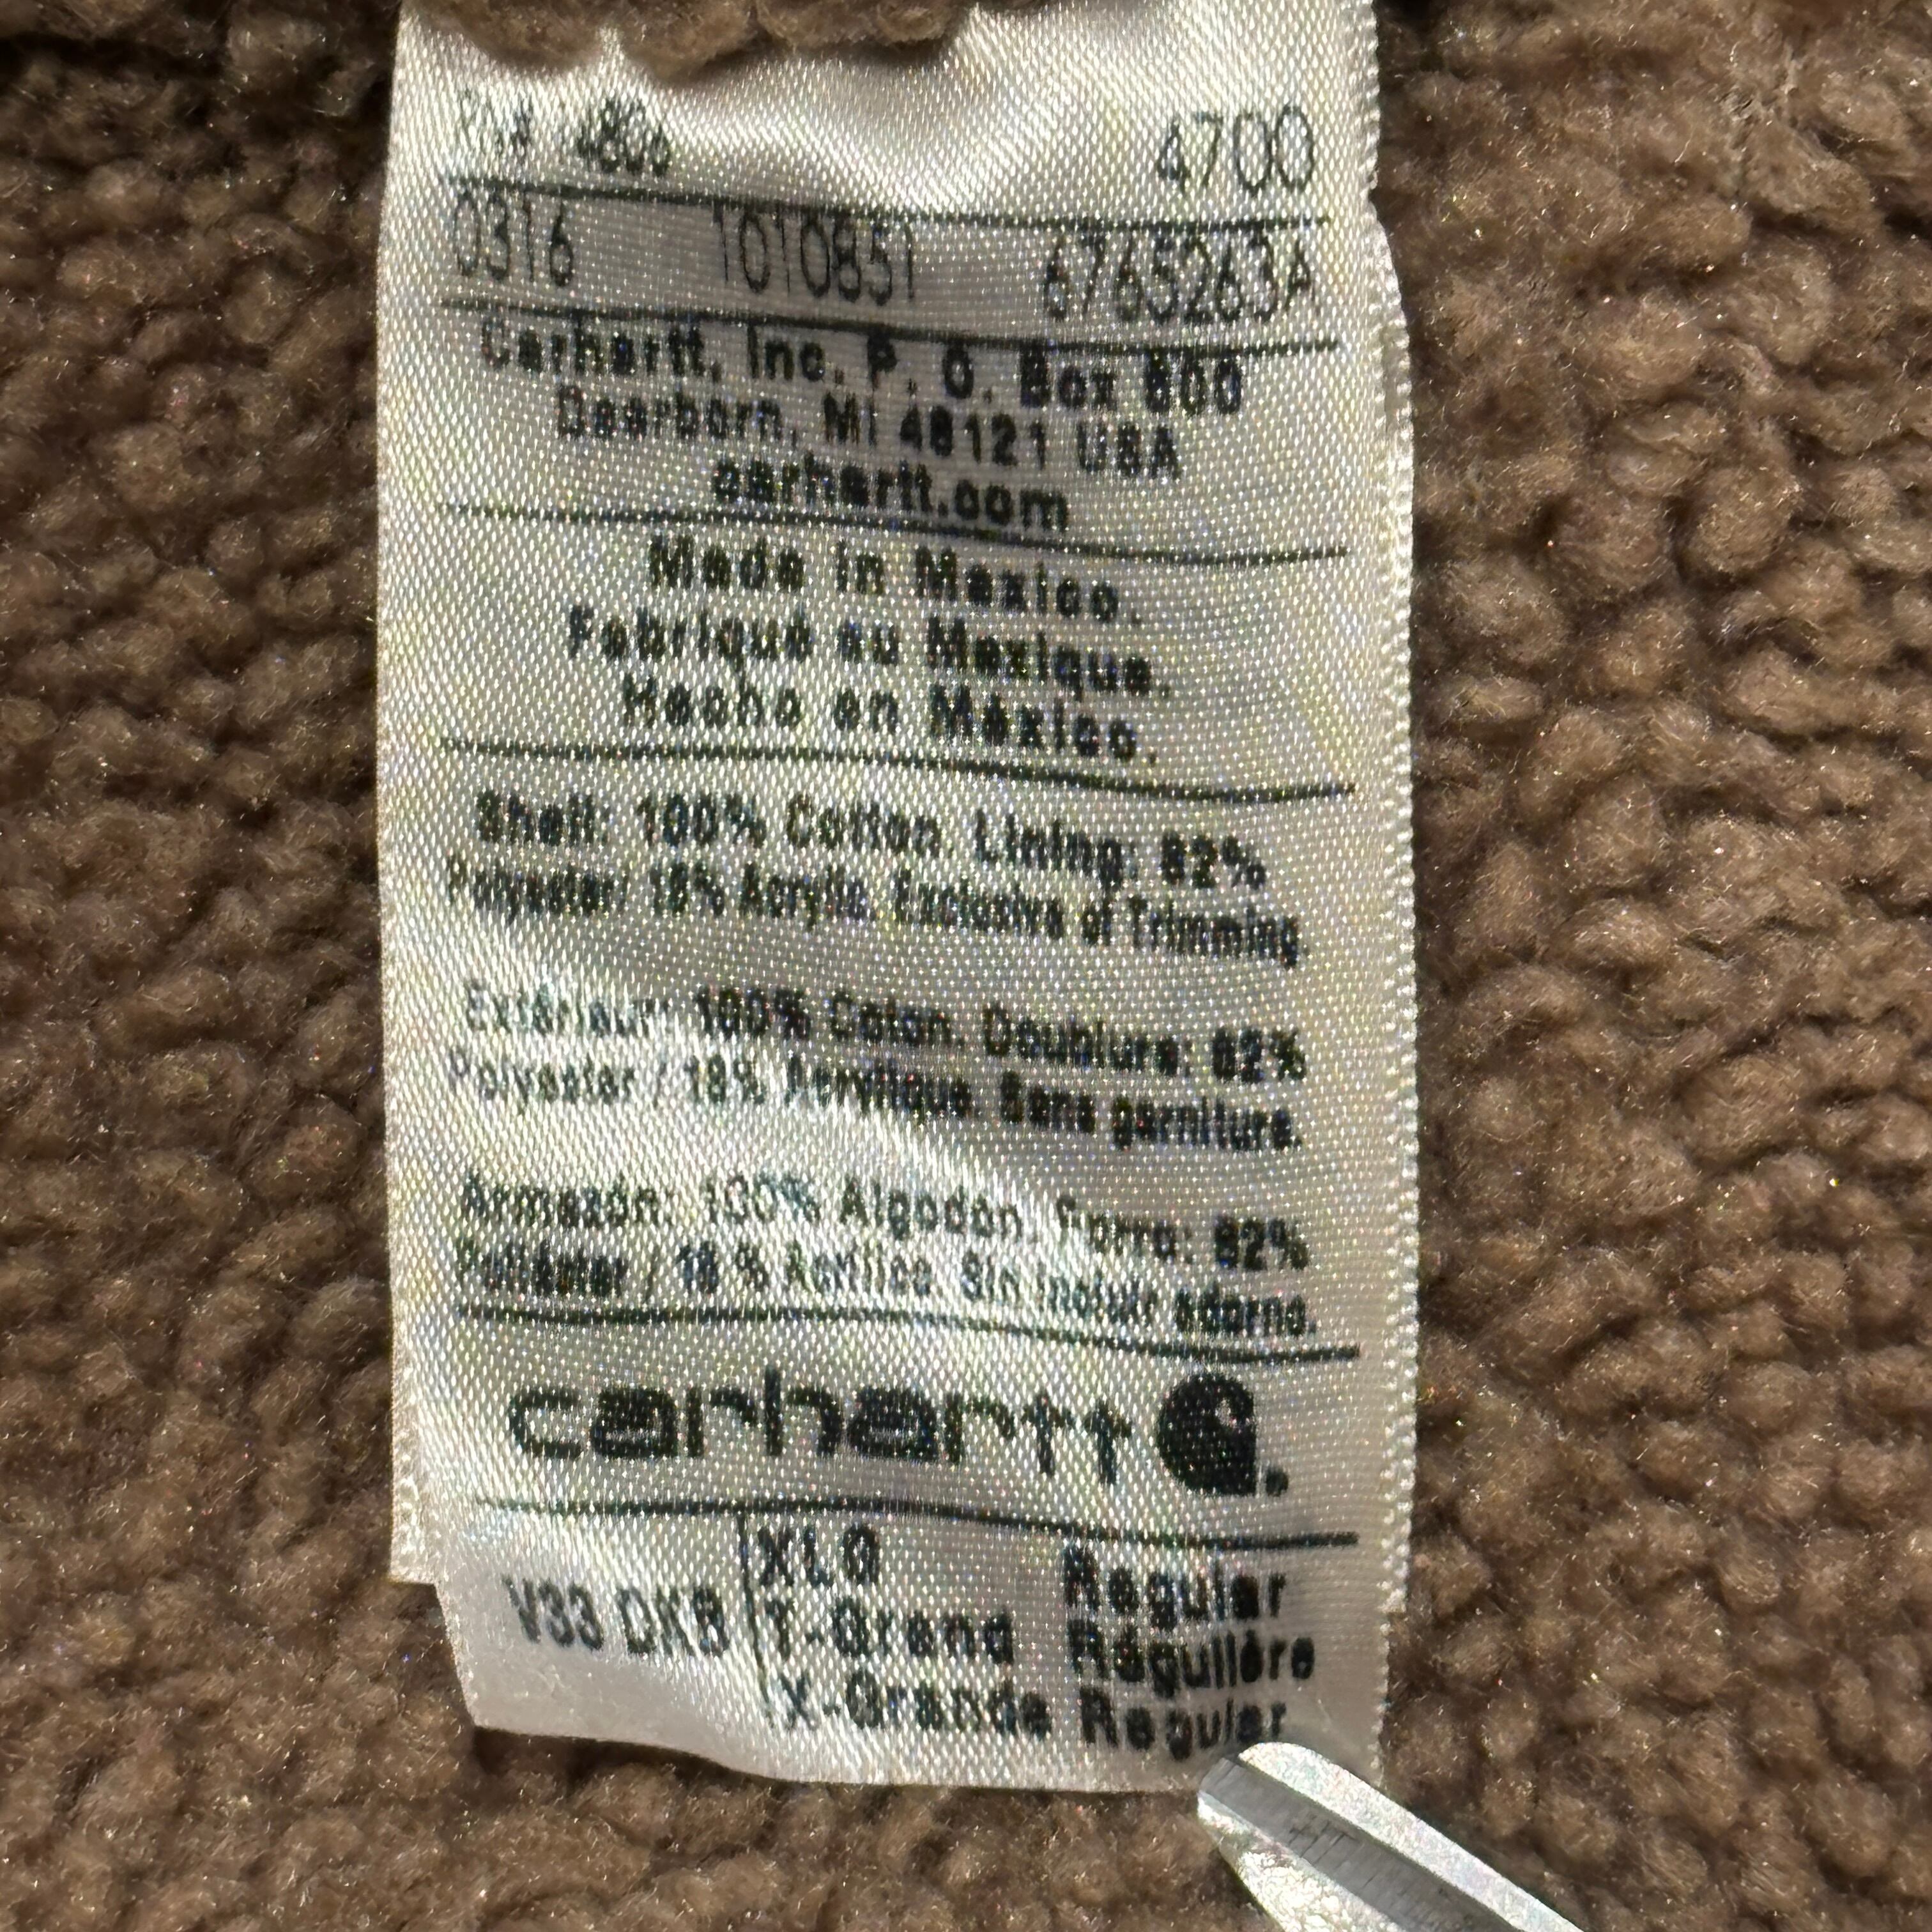 4700
0316 1010851 6765263A
Carhartt, Inc. P. O. Box 600
Dearborn, MI 48121 USA
carhartt.com
Made in Mexico.
Fabriqué au Mexique.
Hecho en México.
Shell: 100% Cotton. Lining: 82%
Polyester 18% Acrylic. Exclusive of Trimming
Extérieur: 100% Coton. Doublure: 82%
Polyester / 18% Acrylique. Sans garniture.
Armazón: 100% Algodón. Forro: 82%
Poliéster / 18% Acrílico. Sin incluir adorno.
carhartt
V33 DKB
XLG Regular
T-Grand Régulière
X-Grande Regular